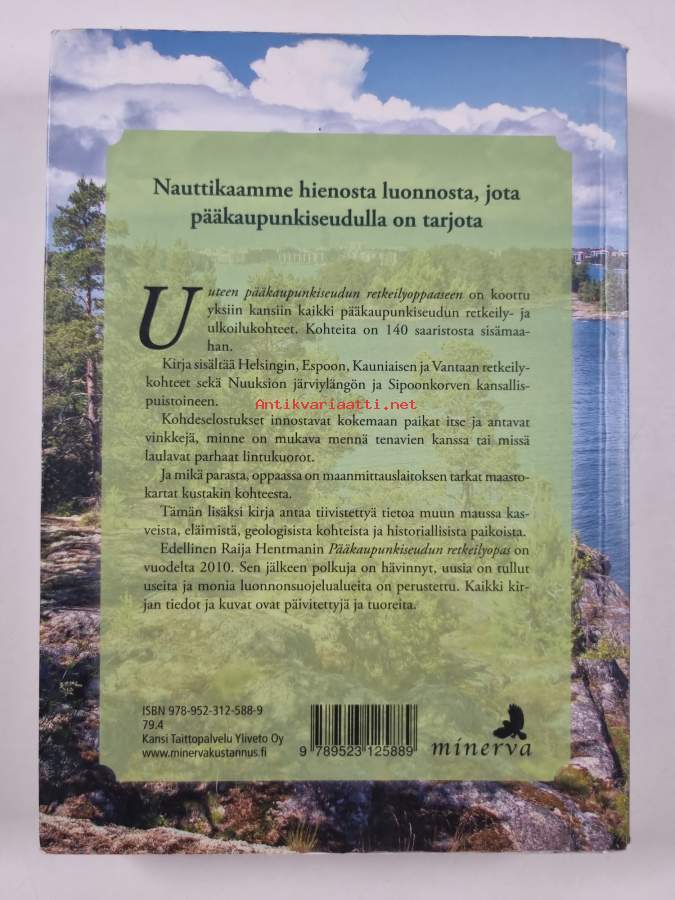 Nauttikaamme hienosta luonnosta, jota
pääkaupunkiseudulla on tarjota
Uuteen pääkaupunkiseudun retkeilyoppaaseen on koottu
yksiin kansiin kaikki pääkaupunkiseudun retkeily- ja
ulkoilukohteet. Kohteita on 140 saaristosta sisämaa-
han.
Kirja sisältää Helsingin, Espoon, Kauniaisen ja Vantaan retkeily-
kohteet sekä Nuuksion järviylängön ja Sipoonkorven kansallis-
puistoineen.
Antikvariaatti.net
Kohdeselostukset innostavat kokemaan paikat itse ja antavat
vinkkejä, minne on mukava mennä tenavien kanssa tai missä
laulavat parhaat lintukuorot.
Ja mikä parasta, oppaassa on maanmittauslaitoksen tarkat maasto-
kartat kustakin kohteesta.
Tämän lisäksi kirja antaa tiivistettyä tietoa muun muassa kas-
veista, eläimistä, geologisista kohteista ja historiallisista paikoista.
Edellinen Raija Hentmanin Pääkaupunkiseudun retkeilyopas on
vuodelta 2010. Sen jälkeen polkuja on hävinnyt, uusia on tullut
useita ja monia luonnonsuojelualueita on perustettu. Kaikki kir-
jan tiedot ja kuvat ovat päivitettyjä ja tuoreita.
ISBN 978-952-312-588-9
79.4
Kansi Taittopalvelu Yliveto Oy
www.minervakustannus.fi
9 789523 125889
minerva